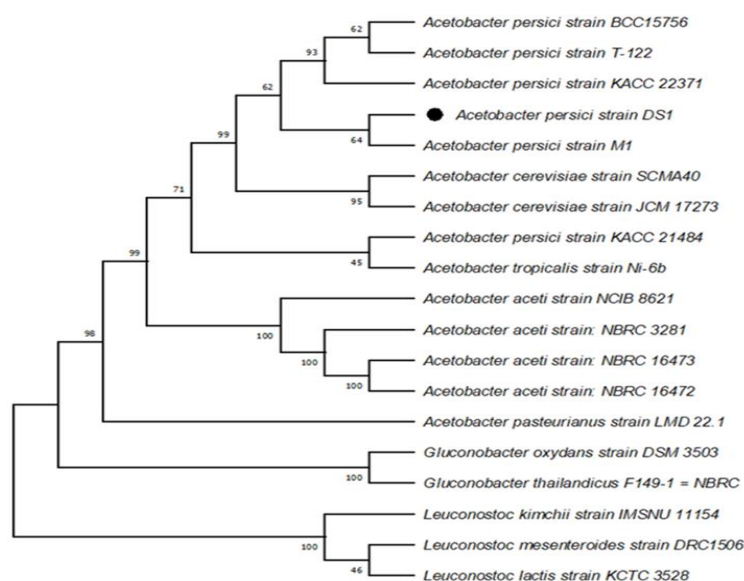 62
Acetobacter persici strain BCC15756
93
Acetobacter persici strain T-122
62
Acetobacter persici strain KACC 22371
Acetobacter persici strain DS1
99
64
Acetobacter persici strain M1
71
Acetobacter cerevisiae strain SCMA40
95
Acetobacter cerevisiae strain JCM 17273
99
Acetobacter persici strain KACC 21484
45
Acetobacter tropicalis strain Ni-6b
98
Acetobacter aceti strain NCIB 8621
100
Acetobacter aceti strain: NBRC 3281
100
Acetobacter aceti strain: NBRC 16473
100
Acetobacter aceti strain: NBRC 16472
Acetobacter pasteurianus strain LMD 22.1
Gluconobacter oxydans strain DSM 3503
100
Gluconobacter thailandicus F149-1 = NBRC
Leuconostoc kimchii strain IMSNU 11154
100
Leuconostoc mesenteroides strain DRC1506
46
Leuconostoc lactis strain KCTC 3528